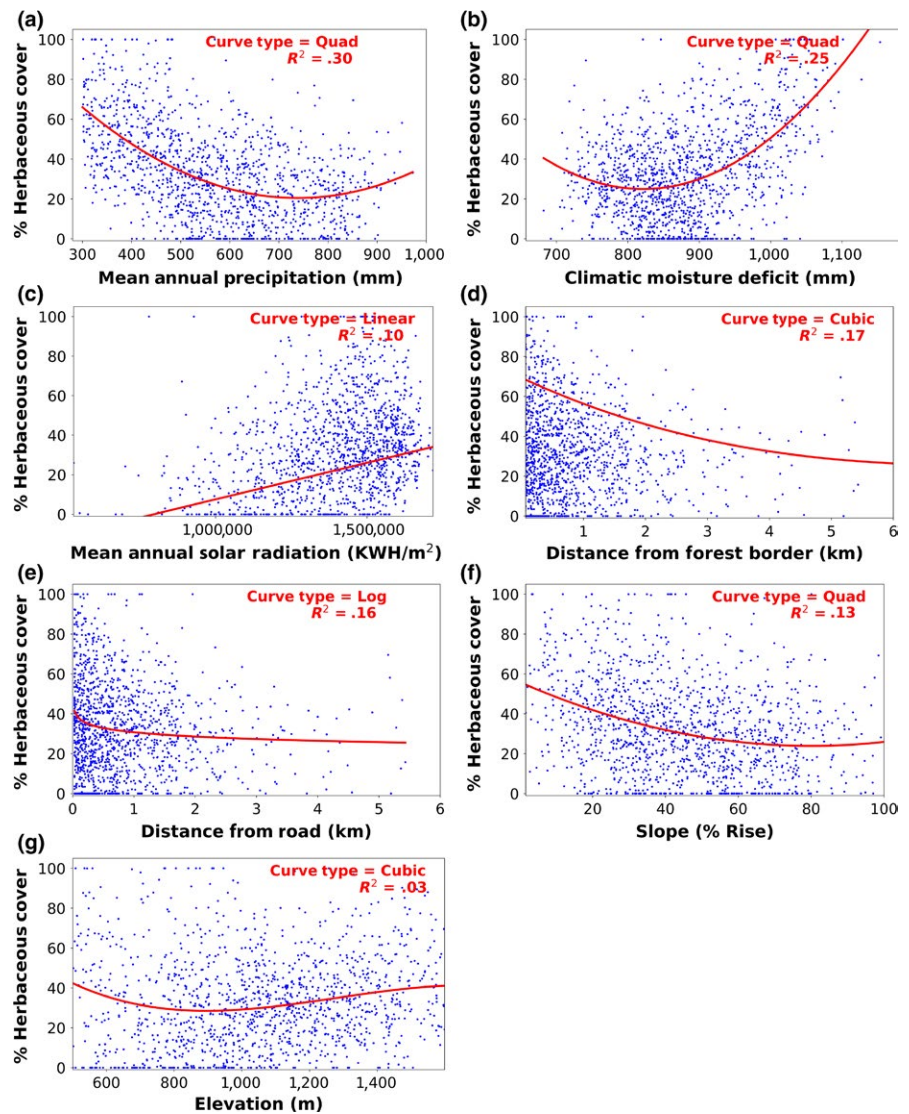 (a)
Curve type = Quad
R² = .30
% Herbaceous cover
100
80
60
40
20
0
300 400 500 600 700 800 900 1,000
Mean annual precipitation (mm)
(b)
Curve type = Quad
R² = .25
% Herbaceous cover
100
80
60
40
20
0
700 800 900 1,000 1,100
Climatic moisture deficit (mm)
(c)
Curve type = Linear
R² = .10
% Herbaceous cover
100
80
60
40
20
0
1,000,000 1,500,000
Mean annual solar radiation (KWH/m²)
(d)
Curve type = Cubic
R² = .17
% Herbaceous cover
100
80
60
40
20
0
1 2 3 4 5 6
Distance from forest border (km)
(e)
Curve type = Log
R² = .16
% Herbaceous cover
100
80
60
40
20
0
0 1 2 3 4 5 6
Distance from road (km)
(f)
Curve type = Quad
R² = .13
% Herbaceous cover
100
80
60
40
20
0
20 40 60 80 100
Slope (% Rise)
(g)
Curve type = Cubic
R² = .03
% Herbaceous cover
100
80
60
40
20
0
600 800 1,000 1,200 1,400
Elevation (m)